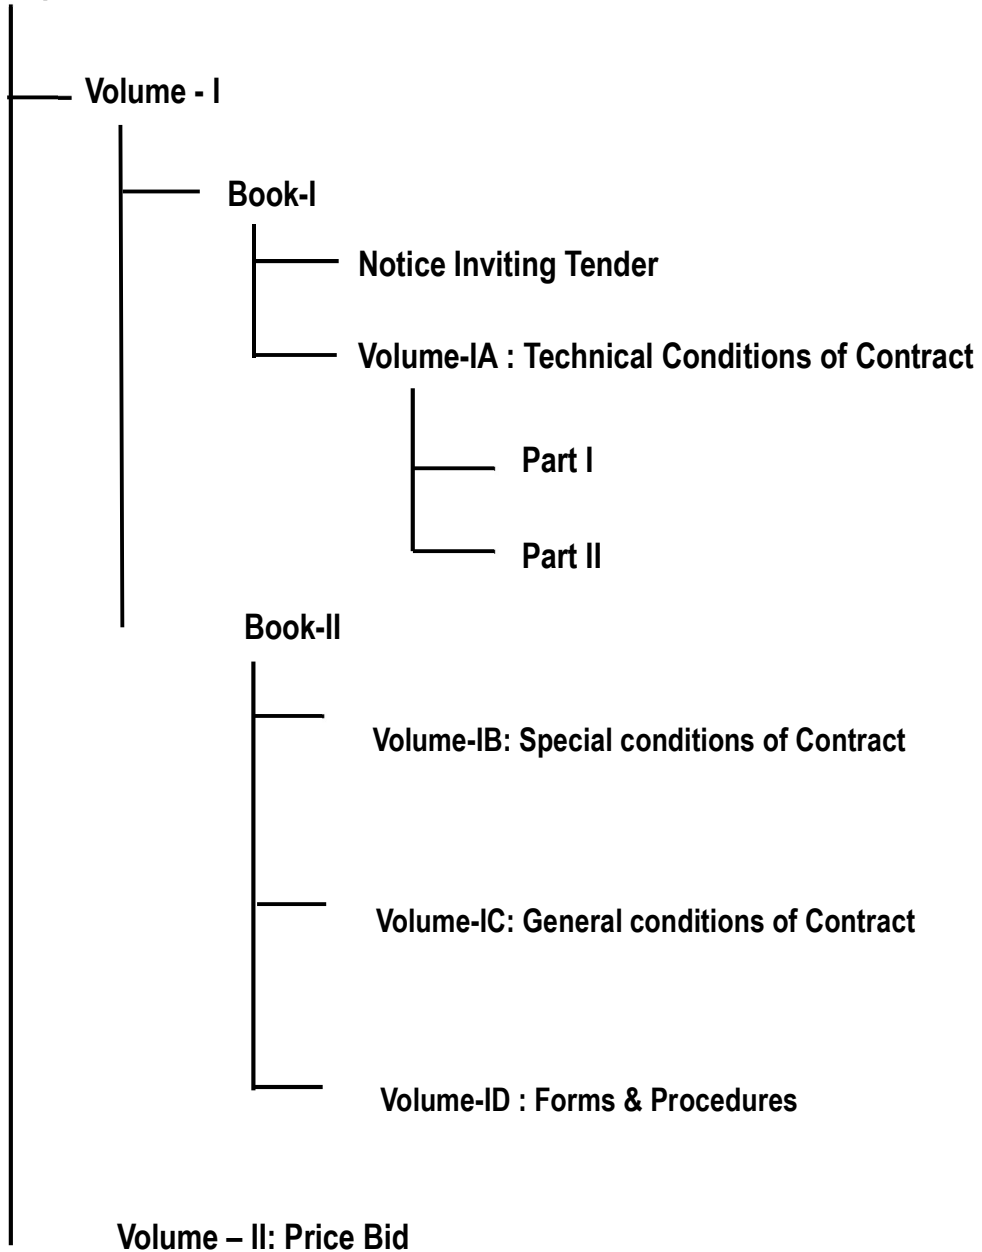 Volume - I
Book-I
Notice Inviting Tender
Volume-IA : Technical Conditions of Contract
Part I
Part II
Book-II
Volume-IB: Special conditions of Contract
Volume-IC: General conditions of Contract
Volume-ID : Forms & Procedures
Volume – II: Price Bid